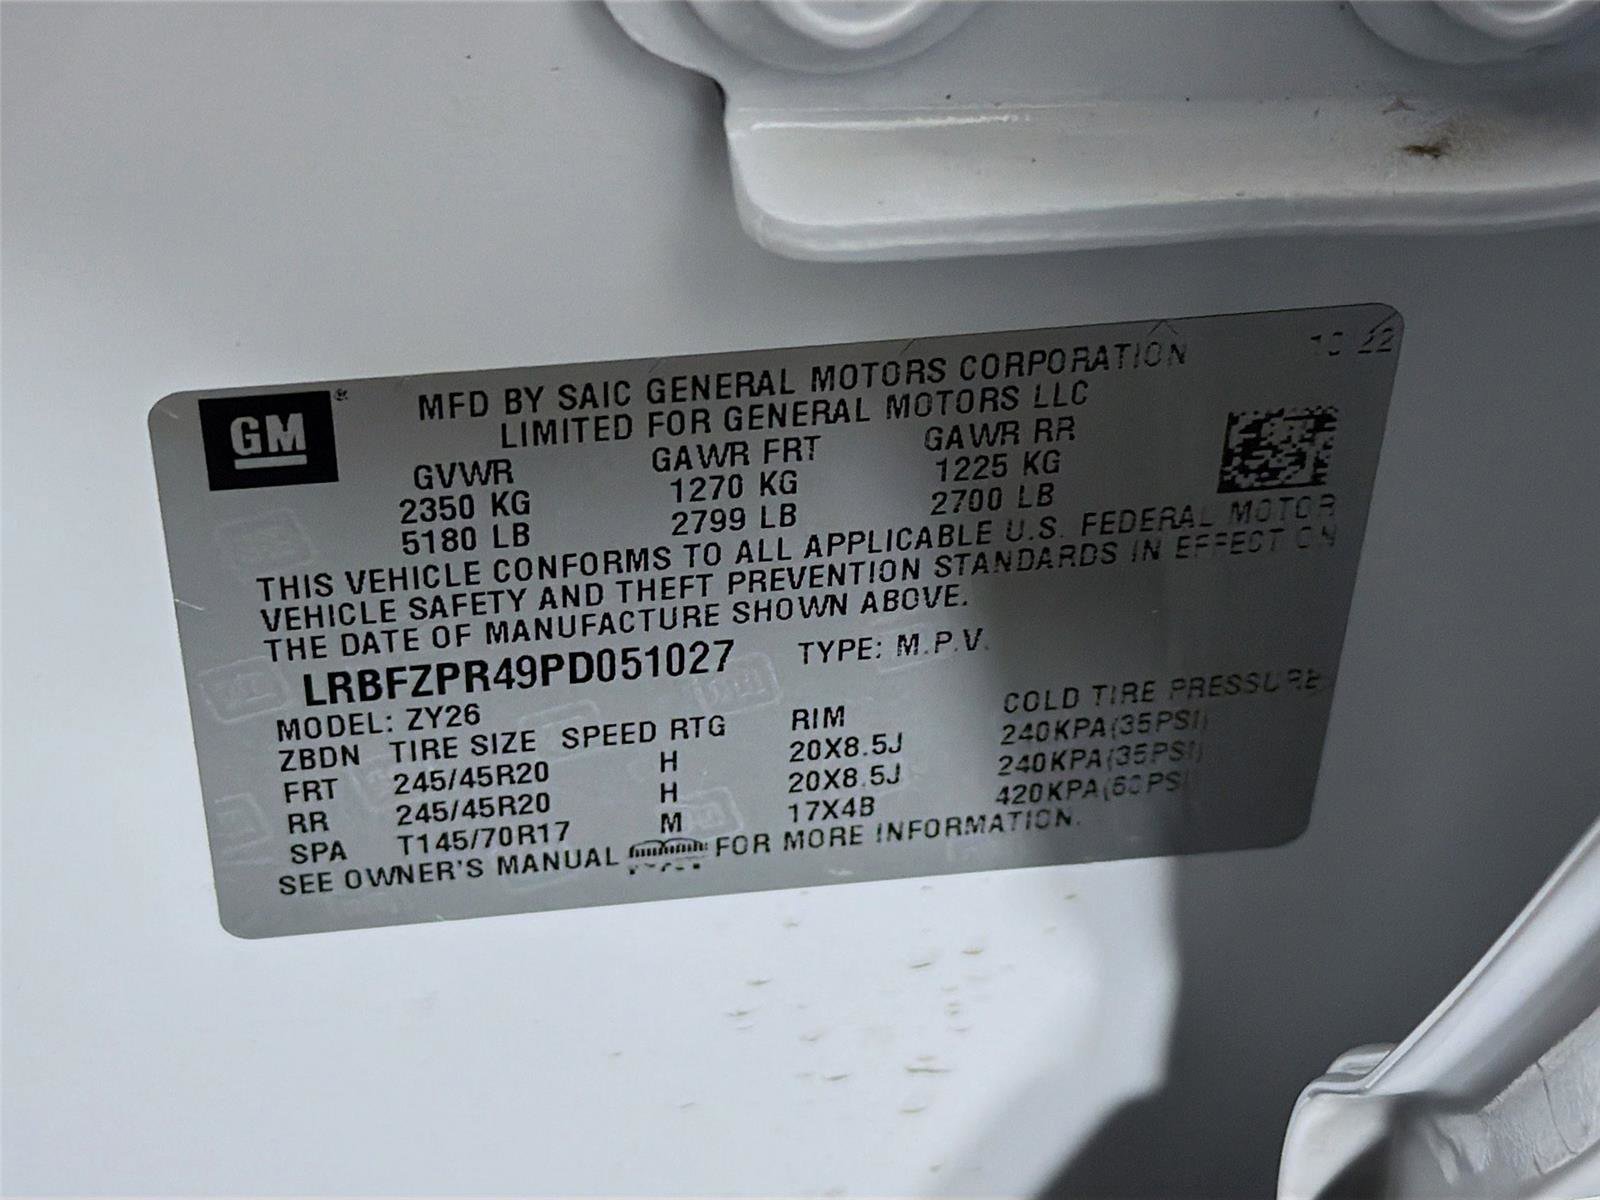 10 22
GM®
MFD BY SAIC GENERAL MOTORS CORPORATION
LIMITED FOR GENERAL MOTORS LLC
GVWR GAWR FRT GAWR RR
2350 KG 1270 KG 1225 KG
5180 LB 2799 LB 2700 LB
THIS VEHICLE CONFORMS TO ALL APPLICABLE U.S. FEDERAL MOTOR
VEHICLE SAFETY AND THEFT PREVENTION STANDARDS IN EFFECT ON
THE DATE OF MANUFACTURE SHOWN ABOVE.
LRBFZPR49PD051027 TYPE: M.P.V.
MODEL: ZY26
ZBDN TIRE SIZE SPEED RTG RIM COLD TIRE PRESSURE
FRT 245/45R20 H 20X8.5J 240KPA(35PSI)
RR 245/45R20 H 20X8.5J 240KPA(35PSI)
SPA T145/70R17 M 17X4B 420KPA(60PSI
SEE OWNER'S MANUAL FOR MORE INFORMATION.